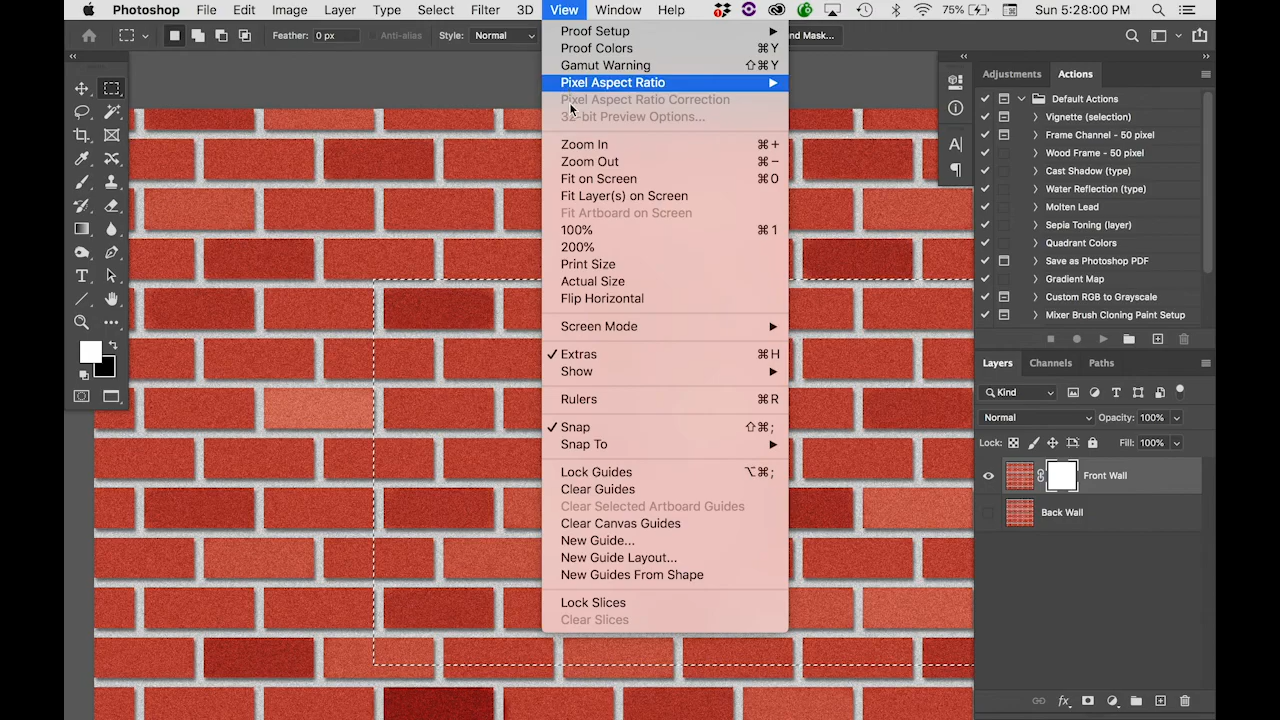 Photoshop File Edit Image Layer Type Select Filter 3D View Window Help 75% Sun 5:28:00 PM
Feather: 0 px Anti-alias Style: Normal nd Mask...
Proof Setup
Proof Colors ⌘Y
Gamut Warning ⇧⌘Y
Pixel Aspect Ratio
Pixel Aspect Ratio Correction
32-bit Preview Options...
Zoom In ⌘+
Zoom Out ⌘−
Fit on Screen ⌘0
Fit Layer(s) on Screen
Fit Artboard on Screen
100% ⌘1
200%
Print Size
Actual Size
Flip Horizontal
Screen Mode
Extras ⌘H
Show
Rulers ⌘R
Snap ⇧⌘;
Snap To
Lock Guides ⌥⌘;
Clear Guides
Clear Selected Artboard Guides
Clear Canvas Guides
New Guide...
New Guide Layout...
New Guides From Shape
Lock Slices
Clear Slices
Adjustments Actions
Default Actions
Vignette (selection)
Frame Channel - 50 pixel
Wood Frame - 50 pixel
Cast Shadow (type)
Water Reflection (type)
Molten Lead
Sepia Toning (layer)
Quadrant Colors
Save as Photoshop PDF
Gradient Map
Custom RGB to Grayscale
Mixer Brush Cloning Paint Setup
Layers Channels Paths
Kind
Normal Opacity: 100%
Lock: Fill: 100%
Front Wall
Back Wall